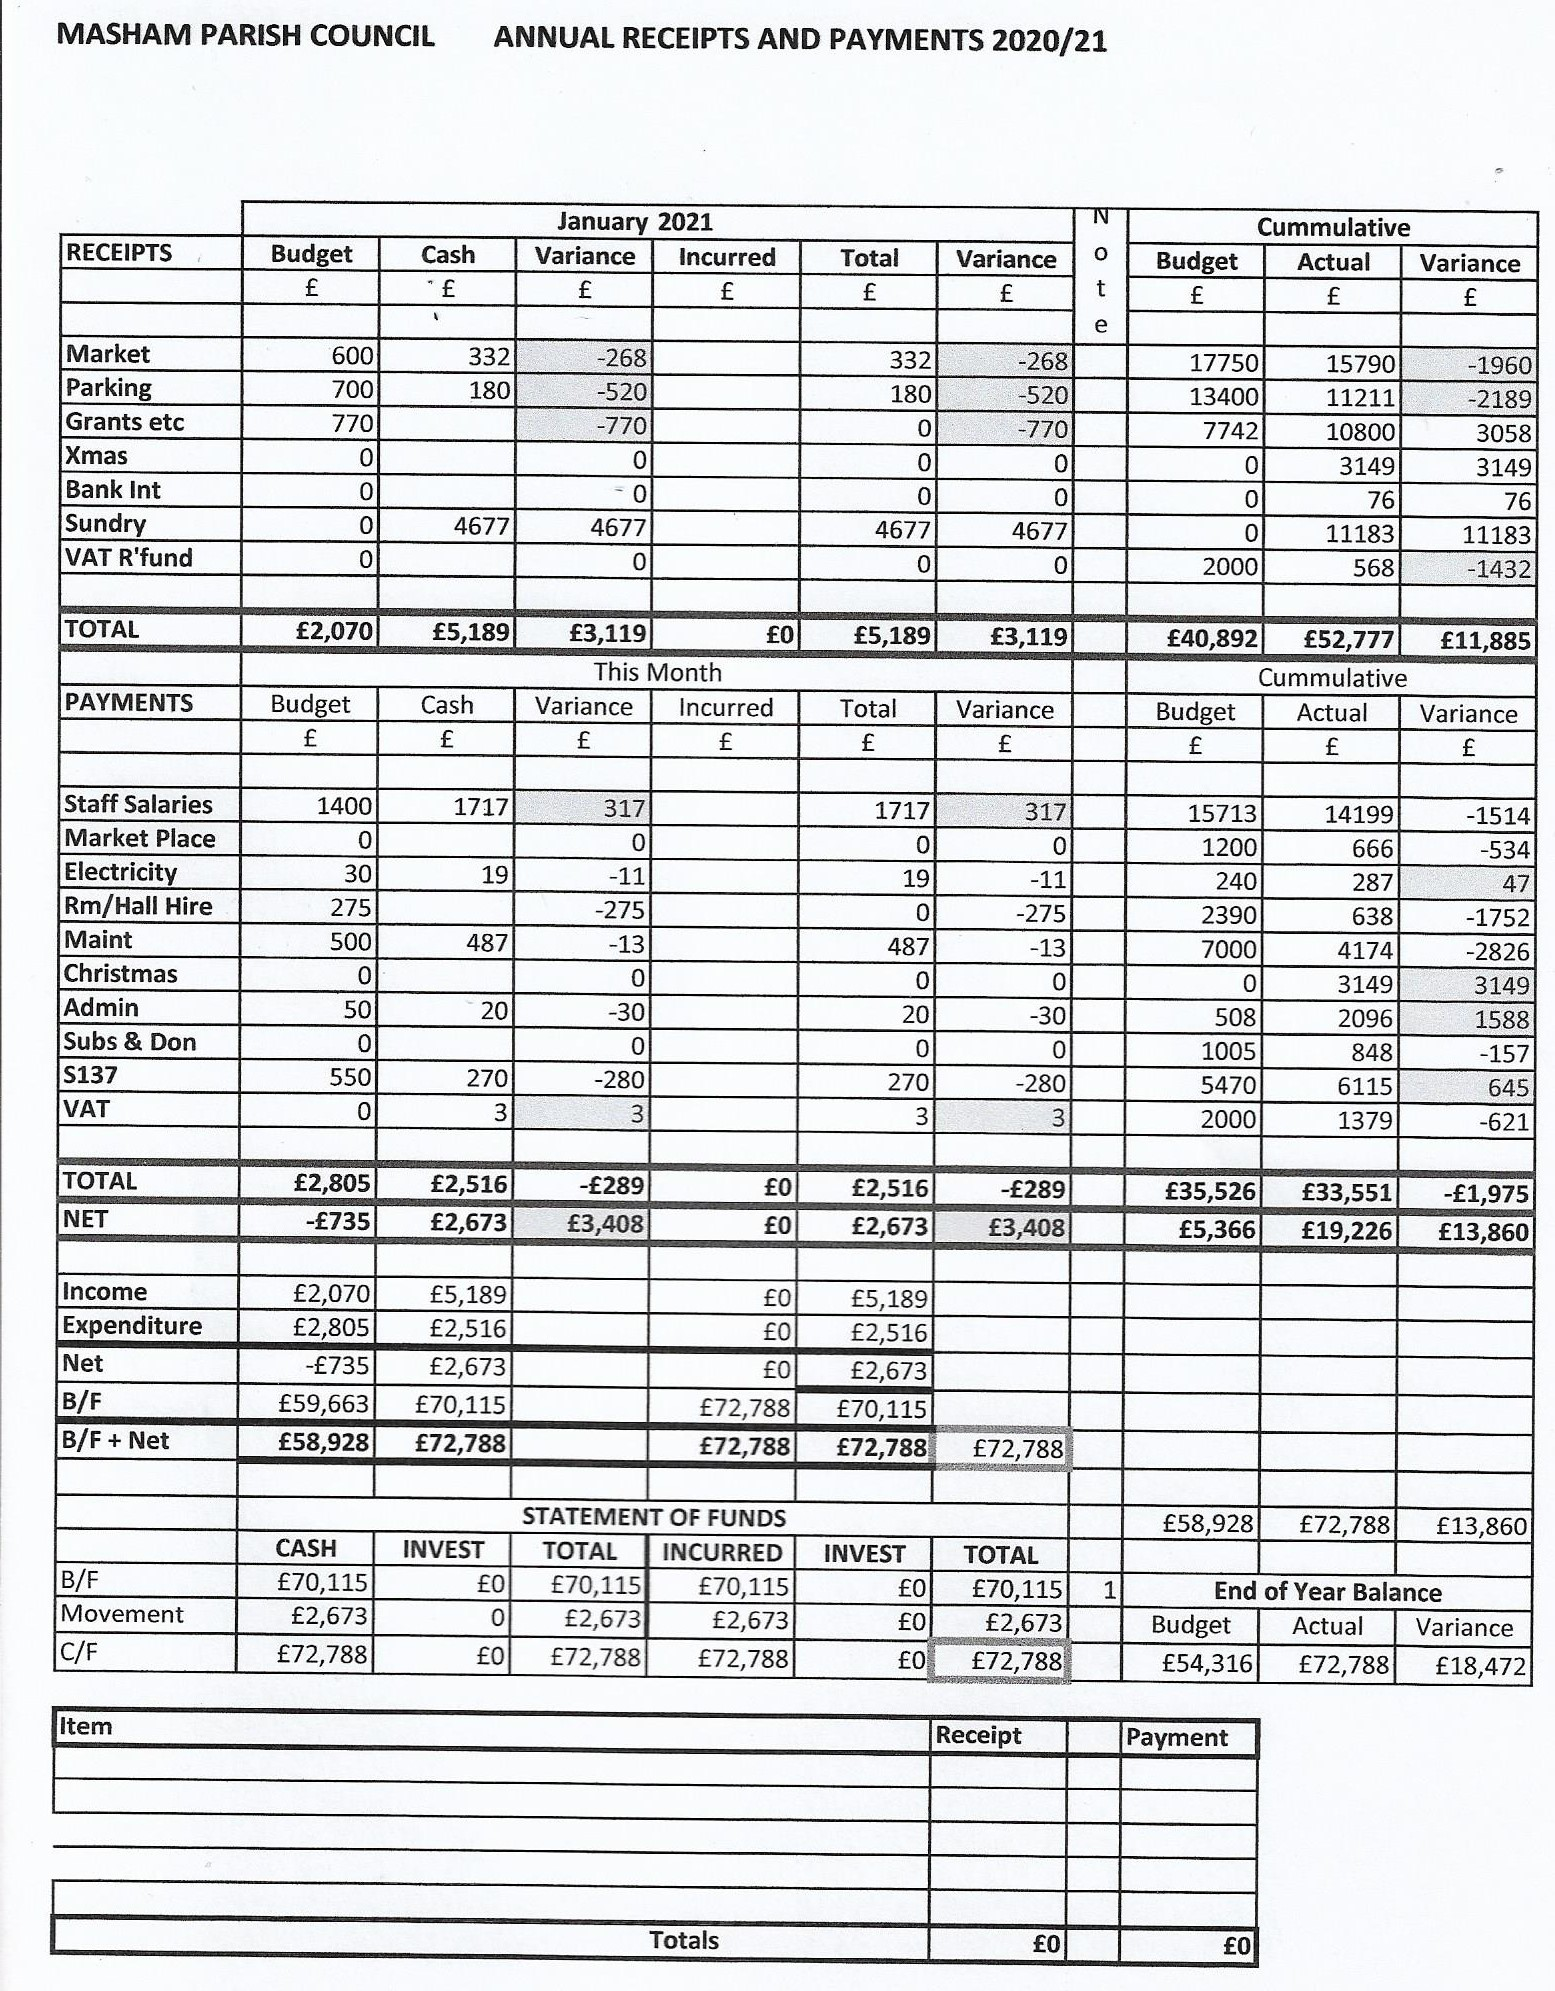 MASHAM PARISH COUNCIL ANNUAL RECEIPTS AND PAYMENTS 2020/21
January 2021 Note Cummulative
RECEIPTS Budget Cash Variance Incurred Total Variance Budget Actual Variance
£ £ £ £ £ £ £ £ £
Market 600 332 -268 332 -268 17750 15790 -1960
Parking 700 180 -520 180 -520 13400 11211 -2189
Grants etc 770 -770 0 -770 7742 10800 3058
Xmas 0 0 0 0 0 3149 3149
Bank Int 0 0 0 0 0 76 76
Sundry 0 4677 4677 4677 4677 0 11183 11183
VAT R'fund 0 0 0 0 2000 568 -1432
TOTAL £2,070 £5,189 £3,119 £0 £5,189 £3,119 £40,892 £52,777 £11,885
This Month Cummulative
PAYMENTS Budget Cash Variance Incurred Total Variance Budget Actual Variance
£ £ £ £ £ £ £ £ £
Staff Salaries 1400 1717 317 1717 317 15713 14199 -1514
Market Place 0 0 0 0 1200 666 -534
Electricity 30 19 -11 19 -11 240 287 47
Rm/Hall Hire 275 -275 0 -275 2390 638 -1752
Maint 500 487 -13 487 -13 7000 4174 -2826
Christmas 0 0 0 0 0 3149 3149
Admin 50 20 -30 20 -30 508 2096 1588
Subs & Don 0 0 0 0 1005 848 -157
S137 550 270 -280 270 -280 5470 6115 645
VAT 0 3 3 3 3 2000 1379 -621
TOTAL £2,805 £2,516 -£289 £0 £2,516 -£289 £35,526 £33,551 -£1,975
NET -£735 £2,673 £3,408 £0 £2,673 £3,408 £5,366 £19,226 £13,860
Income £2,070 £5,189 £0 £5,189
Expenditure £2,805 £2,516 £0 £2,516
Net -£735 £2,673 £0 £2,673
B/F £59,663 £70,115 £72,788 £70,115
B/F + Net £58,928 £72,788 £72,788 £72,788 £72,788
STATEMENT OF FUNDS £58,928 £72,788 £13,860
CASH INVEST TOTAL INCURRED INVEST TOTAL
B/F £70,115 £0 £70,115 £70,115 £0 £70,115 1 End of Year Balance
Movement £2,673 0 £2,673 £2,673 £0 £2,673 Budget Actual Variance
C/F £72,788 £0 £72,788 £72,788 £0 £72,788 £54,316 £72,788 £18,472
Item Receipt Payment
Totals £0 £0